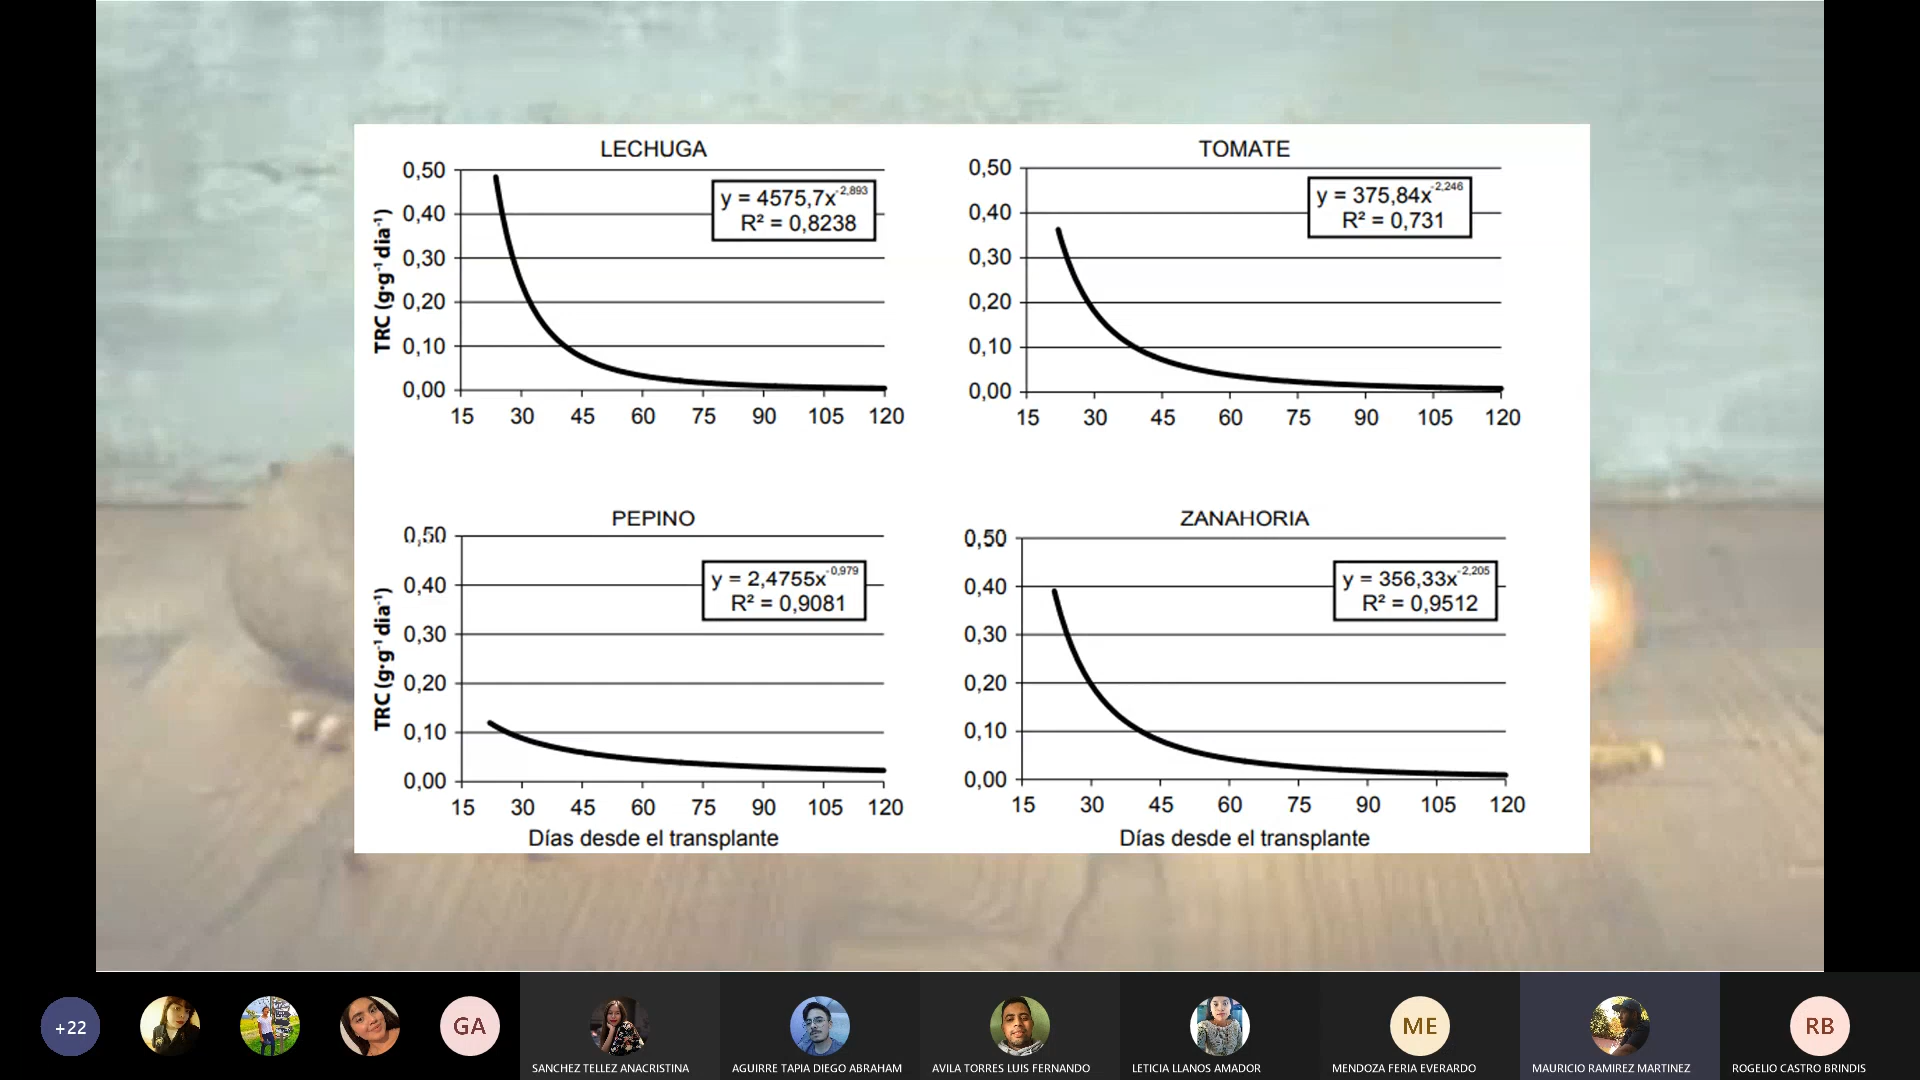 LECHUGA
0,50
0,40
0,30
0,20
0,10
0,00
TRC (g·g⁻¹ dia⁻¹)
y = 4575,7x⁻²,⁸⁹³
R² = 0,8238
15 30 45 60 75 90 105 120
TOMATE
0,50
0,40
0,30
0,20
0,10
0,00
y = 375,84x⁻²,²⁴⁶
R² = 0,731
15 30 45 60 75 90 105 120
PEPINO
0,50
0,40
0,30
0,20
0,10
0,00
TRC (g·g⁻¹ dia⁻¹)
y = 2,4755x⁻⁰,⁹⁷⁹
R² = 0,9081
15 30 45 60 75 90 105 120
Días desde el transplante
ZANAHORIA
0,50
0,40
0,30
0,20
0,10
0,00
y = 356,33x⁻²,²⁰⁵
R² = 0,9512
15 30 45 60 75 90 105 120
Días desde el transplante
+22
GA
ME
RB
SANCHEZ TELLEZ ANACRISTINA
AGUIRRE TAPIA DIEGO ABRAHAM
AVILA TORRES LUIS FERNANDO
LETICIA LLANOS AMADOR
MENDOZA FERIA EVERARDO
MAURICIO RAMIREZ MARTINEZ
ROGELIO CASTRO BRINDIS